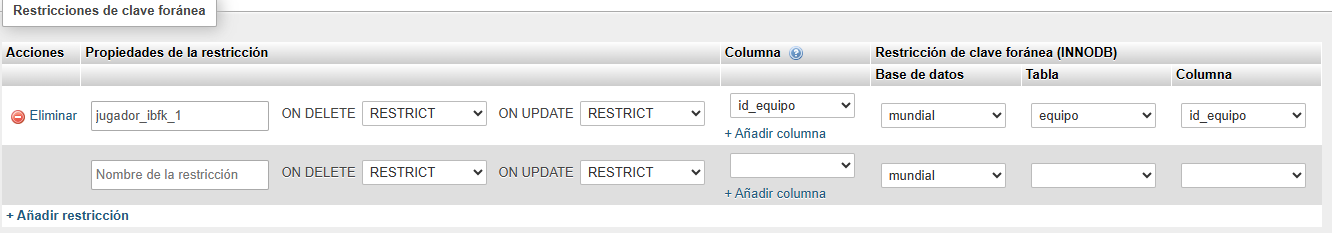 Restricciones de clave foránea
Acciones Propiedades de la restricción Columna Restricción de clave foránea (INNODB)
Base de datos Tabla Columna
Eliminar jugador_ibfk_1 ON DELETE RESTRICT ON UPDATE RESTRICT id_equipo mundial equipo id_equipo
+ Añadir columna
Nombre de la restricción ON DELETE RESTRICT ON UPDATE RESTRICT mundial
+ Añadir columna
+ Añadir restricción